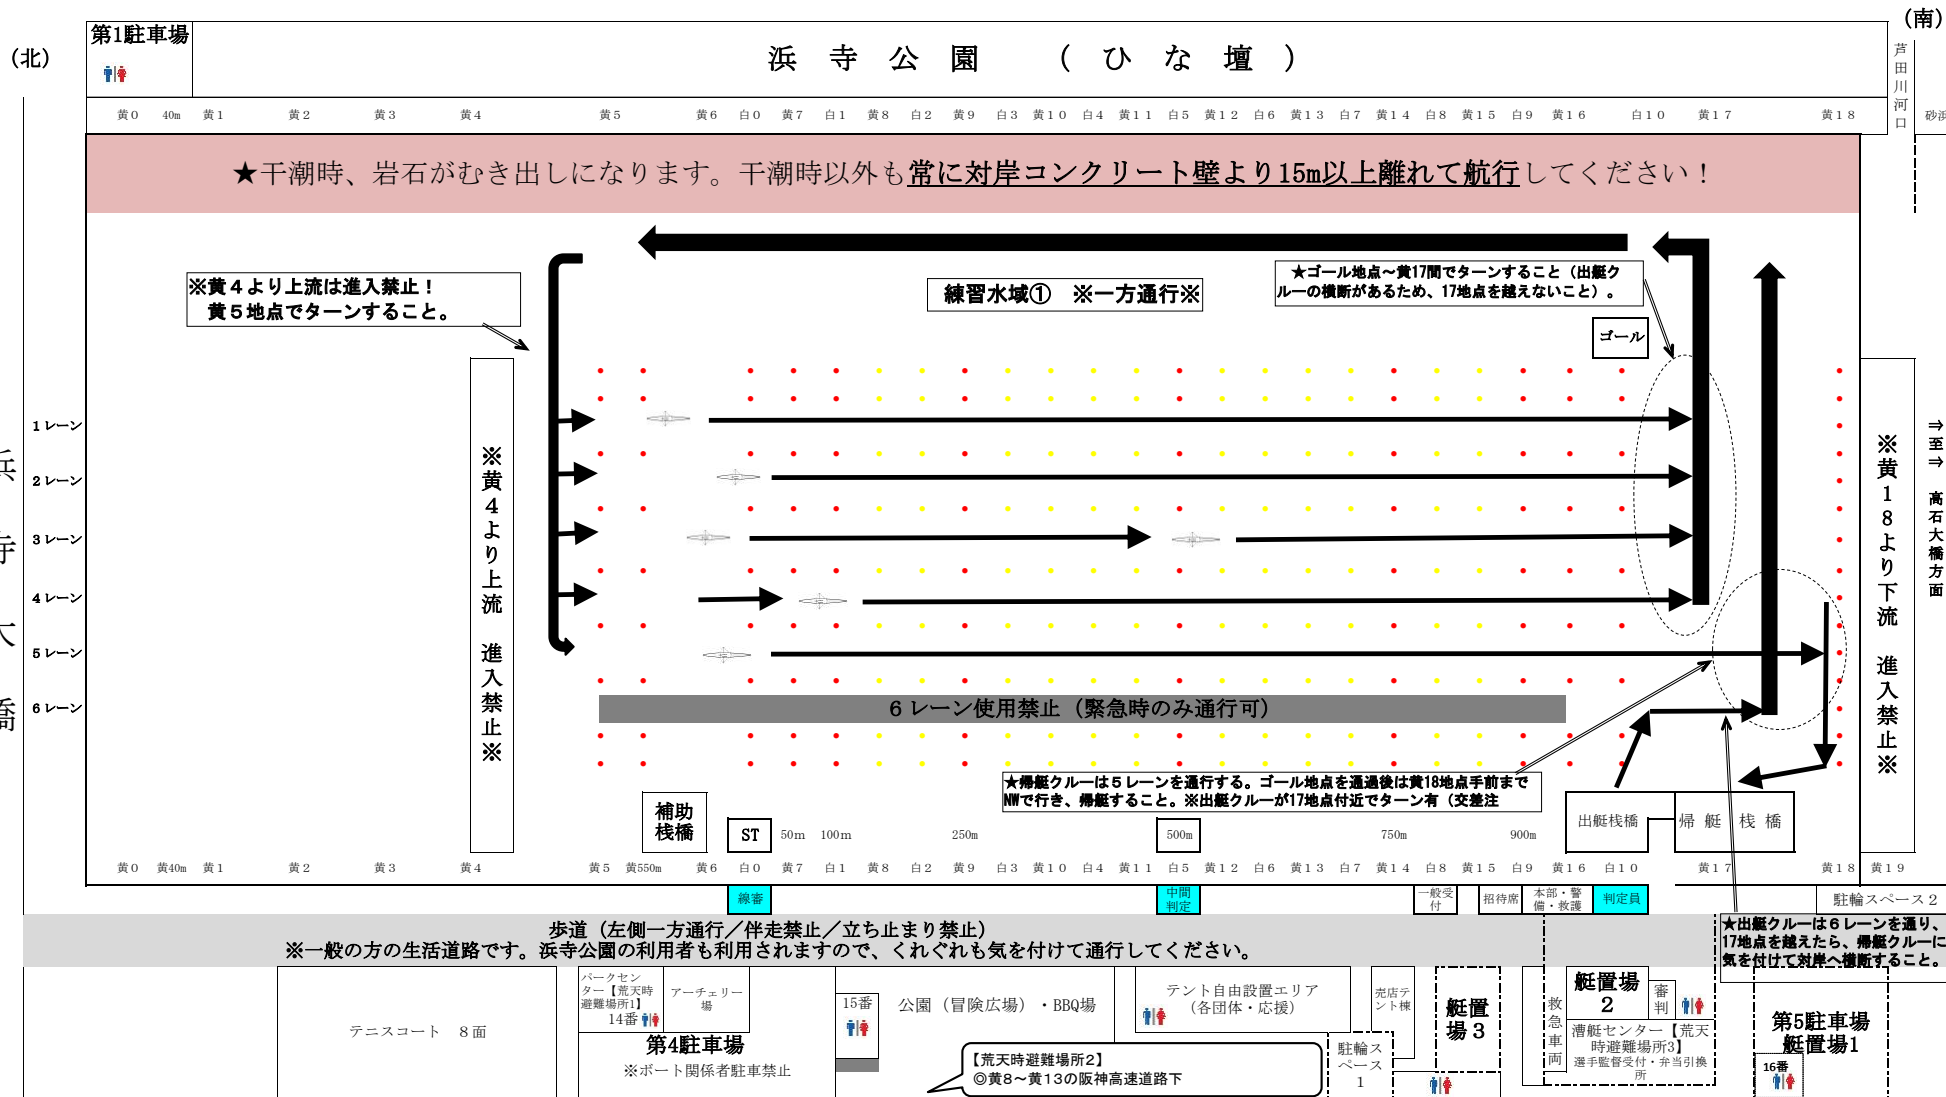 (北)
第1駐車場
浜 寺 公 園 ( ひ な 壇 )
(南)
芦田川河口
黄0 40m 黄1 黄2 黄3 黄4 黄5 黄6 白0 黄7 白1 黄8 白2 黄9 白3 黄10 白4 黄11 白5 黄12 白6 黄13 白7 黄14 白8 黄15 白9 黄16 白10 黄17 黄18 砂浜
★干潮時、岩石がむき出しになります。干潮時以外も常に対岸コンクリート壁より15m以上離れて航行してください！
※黄４より上流は進入禁止！
黄５地点でターンすること。
練習水域① ※一方通行※
★ゴール地点～黄17間でターンすること（出艇ク
ルーの横断があるため、17地点を越えないこと）。
ゴール
浜寺大橋
1レーン
2レーン
3レーン
4レーン
5レーン
6レーン
※黄４より上流 進入禁止※
※黄18より下流 進入禁止※
⇒至⇒ 高石大橋方面
６レーン使用禁止（緊急時のみ通行可）
★帰艇クルーは５レーンを通行する。ゴール地点を通過後は黄18地点手前まで
NWで行き、帰艇すること。※出艇クルーが17地点付近でターン有（交差注
補助
桟橋
ST 50m 100m 250m 500m 750m 900m
出艇桟橋
帰 艇 桟 橋
黄0 黄40m 黄1 黄2 黄3 黄4 黄5 黄550m 黄6 白0 黄7 白1 黄8 白2 黄9 白3 黄10 白4 黄11 白5 黄12 白6 黄13 白7 黄14 白8 黄15 白9 黄16 白10 黄17 黄18 黄19
線審
中間
判定
一般受
付
招待席
本部・警
備・救護
判定員
駐輪スペース２
歩道（左側一方通行／伴走禁止／立ち止まり禁止）
※一般の方の生活道路です。浜寺公園の利用者も利用されますので、くれぐれも気を付けて通行してください。
★出艇クルーは６レーンを通り、
17地点を越えたら、帰艇クルーに
気を付けて対岸へ横断すること。
テニスコート ８面
パークセン
ター【荒天時
避難場所1】
14番
アーチェリー
場
第4駐車場
※ボート関係者駐車禁止
15番
公園（冒険広場）・BBQ場
【荒天時避難場所２】
◎黄８～黄１３の阪神高速道路下
テント自由設置エリア
（各団体・応援）
駐輪ス
ペース
1
売店テ
ント棟
艇置
場３
救急車両
艇置場
2
審
判
漕艇センター【荒天
時避難場所3】
選手監督受付・弁当引換
所
第5駐車場
艇置場1
16番